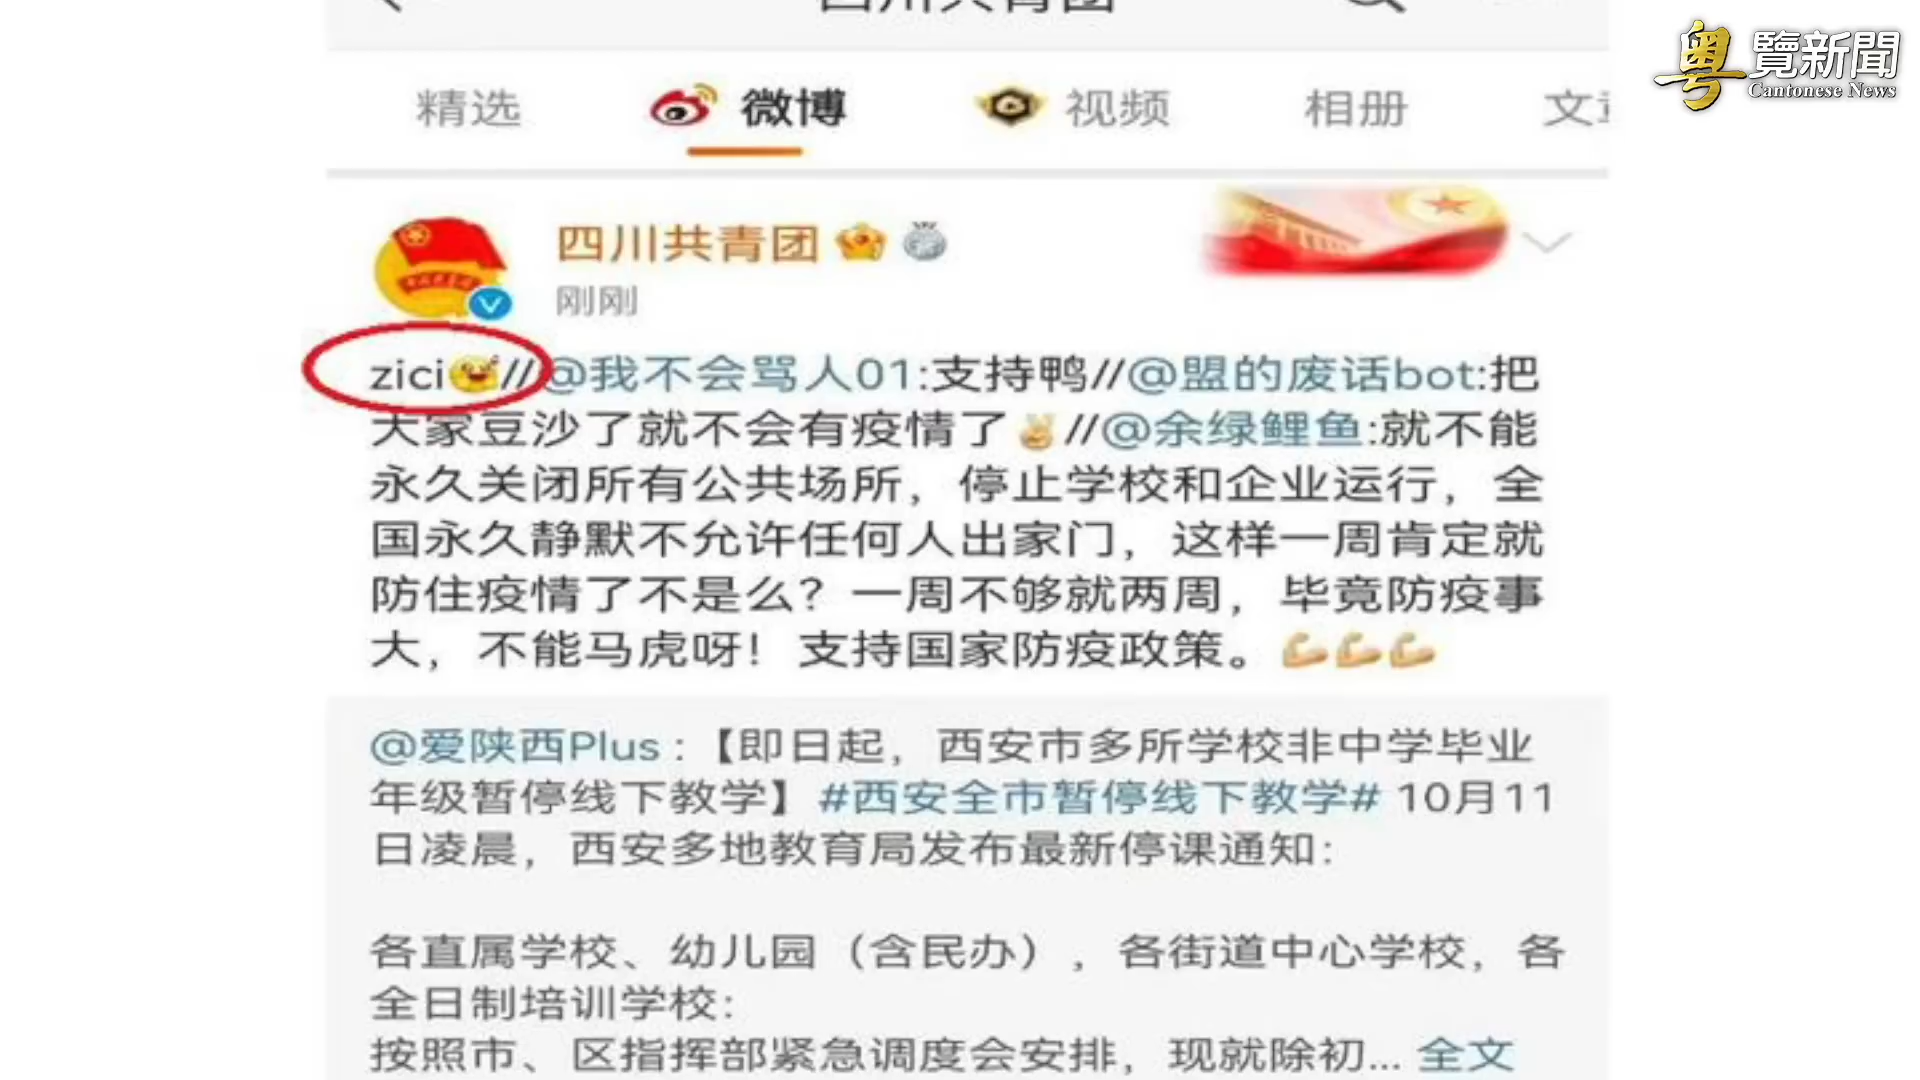 四川共青团
粤覽新聞
Cantonese News
精选 微博 视频 相册 文章
四川共青团
刚刚
zici//@我不会骂人01:支持鸭//@盟的废话bot:把
大家豆沙了就不会有疫情了//@余绿鲤鱼:就不能
永久关闭所有公共场所，停止学校和企业运行，全
国永久静默不允许任何人出家门，这样一周肯定就
防住疫情了不是么？一周不够就两周，毕竟防疫事
大，不能马虎呀！支持国家防疫政策。
@爱陕西Plus：【即日起，西安市多所学校非中学毕业
年级暂停线下教学】#西安全市暂停线下教学# 10月11
日凌晨，西安多地教育局发布最新停课通知：
各直属学校、幼儿园（含民办），各街道中心学校，各
全日制培训学校：
按照市、区指挥部紧急调度会安排，现就除初... 全文